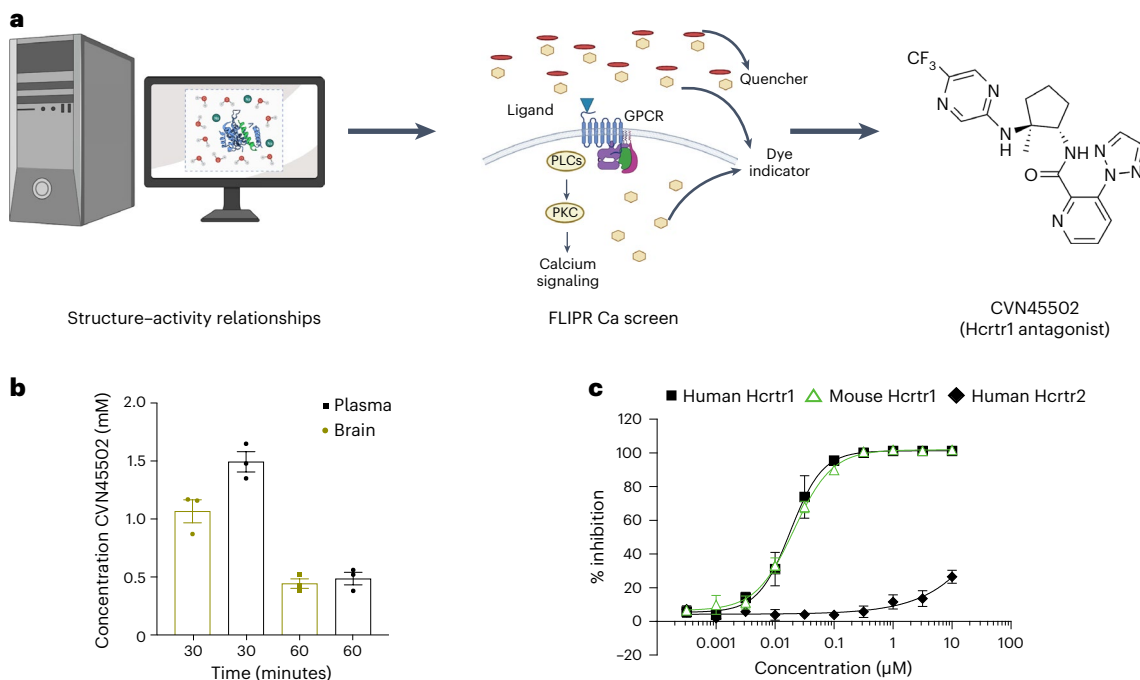 a
Ligand
GPCR
Quencher
PLCs
PKC
Calcium
signaling
Dye
indicator
CF3
N
N
N
H
NH
O
N
N
N
N
Structure–activity relationships
FLIPR Ca screen
CVN45502
(Hcrtr1 antagonist)
b
Concentration CVN45502 (mM)
2.0
1.5
1.0
0.5
0
Plasma
Brain
30
30
60
60
Time (minutes)
c
Human Hcrtr1
Mouse Hcrtr1
Human Hcrtr2
% inhibition
120
100
80
60
40
20
0
–20
0.001
0.01
0.1
1
10
100
Concentration (µM)